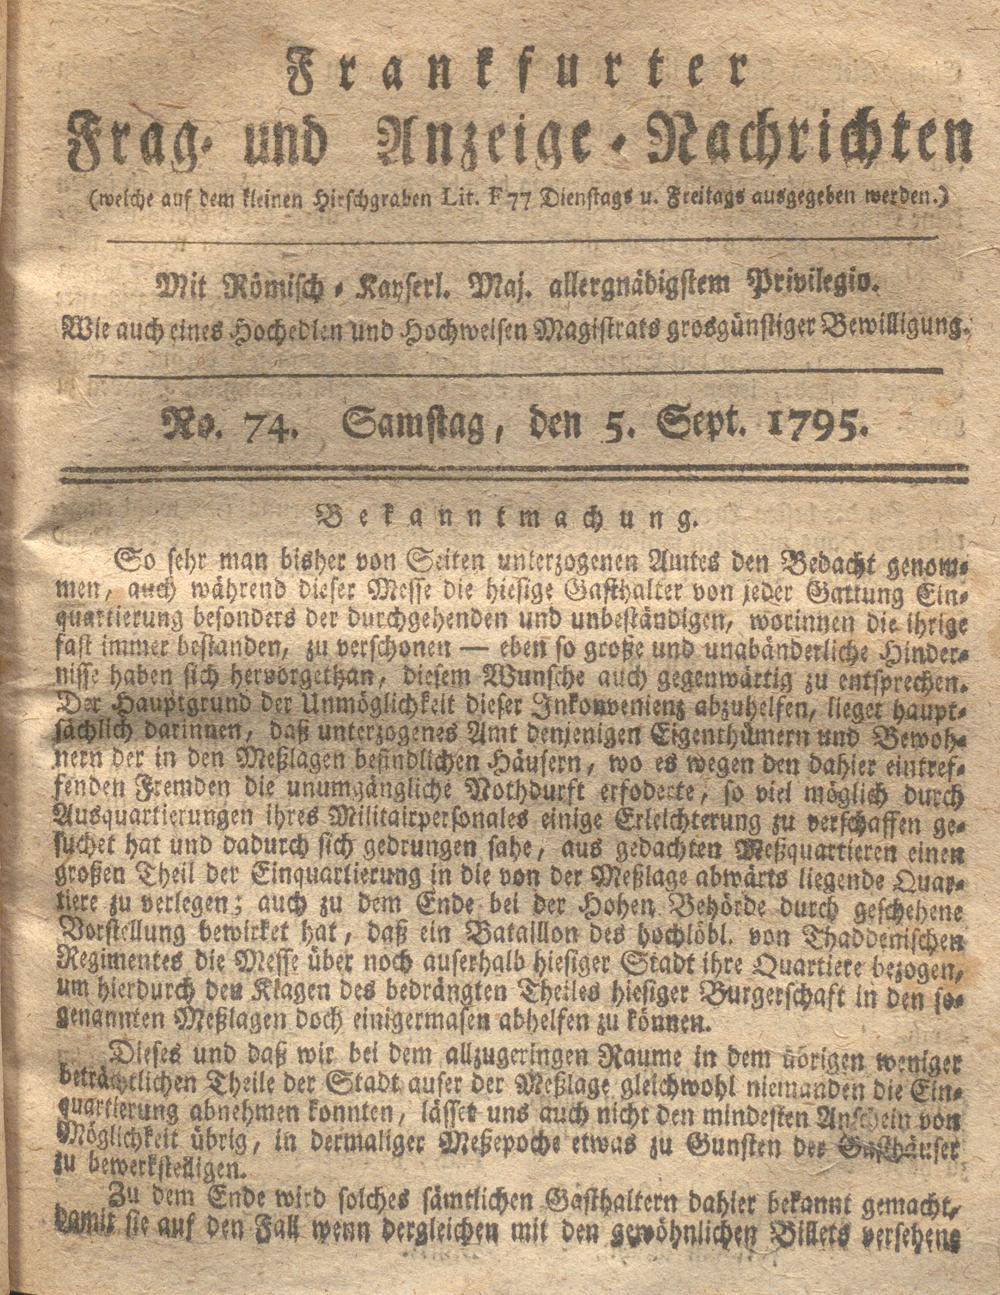 Frankfurter
Frag- und Anzeige-Nachrichten
(welche auf dem kleinen Hirschgraben Lit. F 77 Dienstags u. Freitags ausgegeben werden.)
Mit Römisch-Kayserl. Maj. allergnädigstem Privilegio.
Wie auch eines Hochedlen und Hochweisen Magistrats grosgünstiger Bewilligung.
No. 74. Samstag, den 5. Sept. 1795.
Bekanntmachung.
So sehr man bisher von Seiten unterzogenen Amtes den Bedacht genom-
men, auch während dieser Messe die hiesige Gasthalter von jeder Gattung Ein-
quartierung besonders der durchgehenden und unbeständigen, worinnen die ihrige
fast immer bestanden, zu verschonen — eben so große und unabänderliche Hinder-
nisse haben sich hervorgethan, diesem Wunsche auch gegenwärtig zu entsprechen.
Der Hauptgrund der Unmöglichkeit dieser Inkonvenienz abzuhelfen, lieget haupt-
sächlich darinnen, daß unterzogenes Amt denjenigen Eigenthümern und Bewoh-
nern der in den Meßlagen befindlichen Häusern, wo es wegen den dahier eintref-
fenden Fremden die unumgängliche Nothdurft erfoderte, so viel möglich durch
Ausquartierungen ihres Militairpersonales einige Erleichterung zu verschaffen ge-
suchet hat und dadurch sich gedrungen sahe, aus gedachten Meßquartieren einen
großen Theil der Einquartierung in die von der Meßlage abwärts liegende Quar-
tiere zu verlegen; auch zu dem Ende bei der Hohen Behörde durch geschehene
Vorstellung bewirket hat, daß ein Bataillon des hochlöbl. von Thaddenischen
Regimentes die Messe über noch auserhalb hiesiger Stadt ihre Quartiere bezogen,
um hierdurch den Klagen des bedrängten Theiles hiesiger Burgerschaft in den so-
genannten Meßlagen doch einigermasen abhelfen zu können.
Dieses und daß wir bei dem allzugeringen Raume in dem übrigen weniger
beträchtlichen Theile der Stadt auser der Meßlage gleichwohl niemanden die Ein-
quartierung abnehmen konnten, lässet uns auch nicht den mindesten Anschein von
Möglichkeit übrig, in dermaliger Meßepoche etwas zu Gunsten der Gasthäuser
zu bewerkstelligen.
Zu dem Ende wird solches sämtlichen Gasthaltern dahier bekannt gemacht,
damit sie auf den Fall wenn dergleichen mit den gewöhnlichen Billets versehene